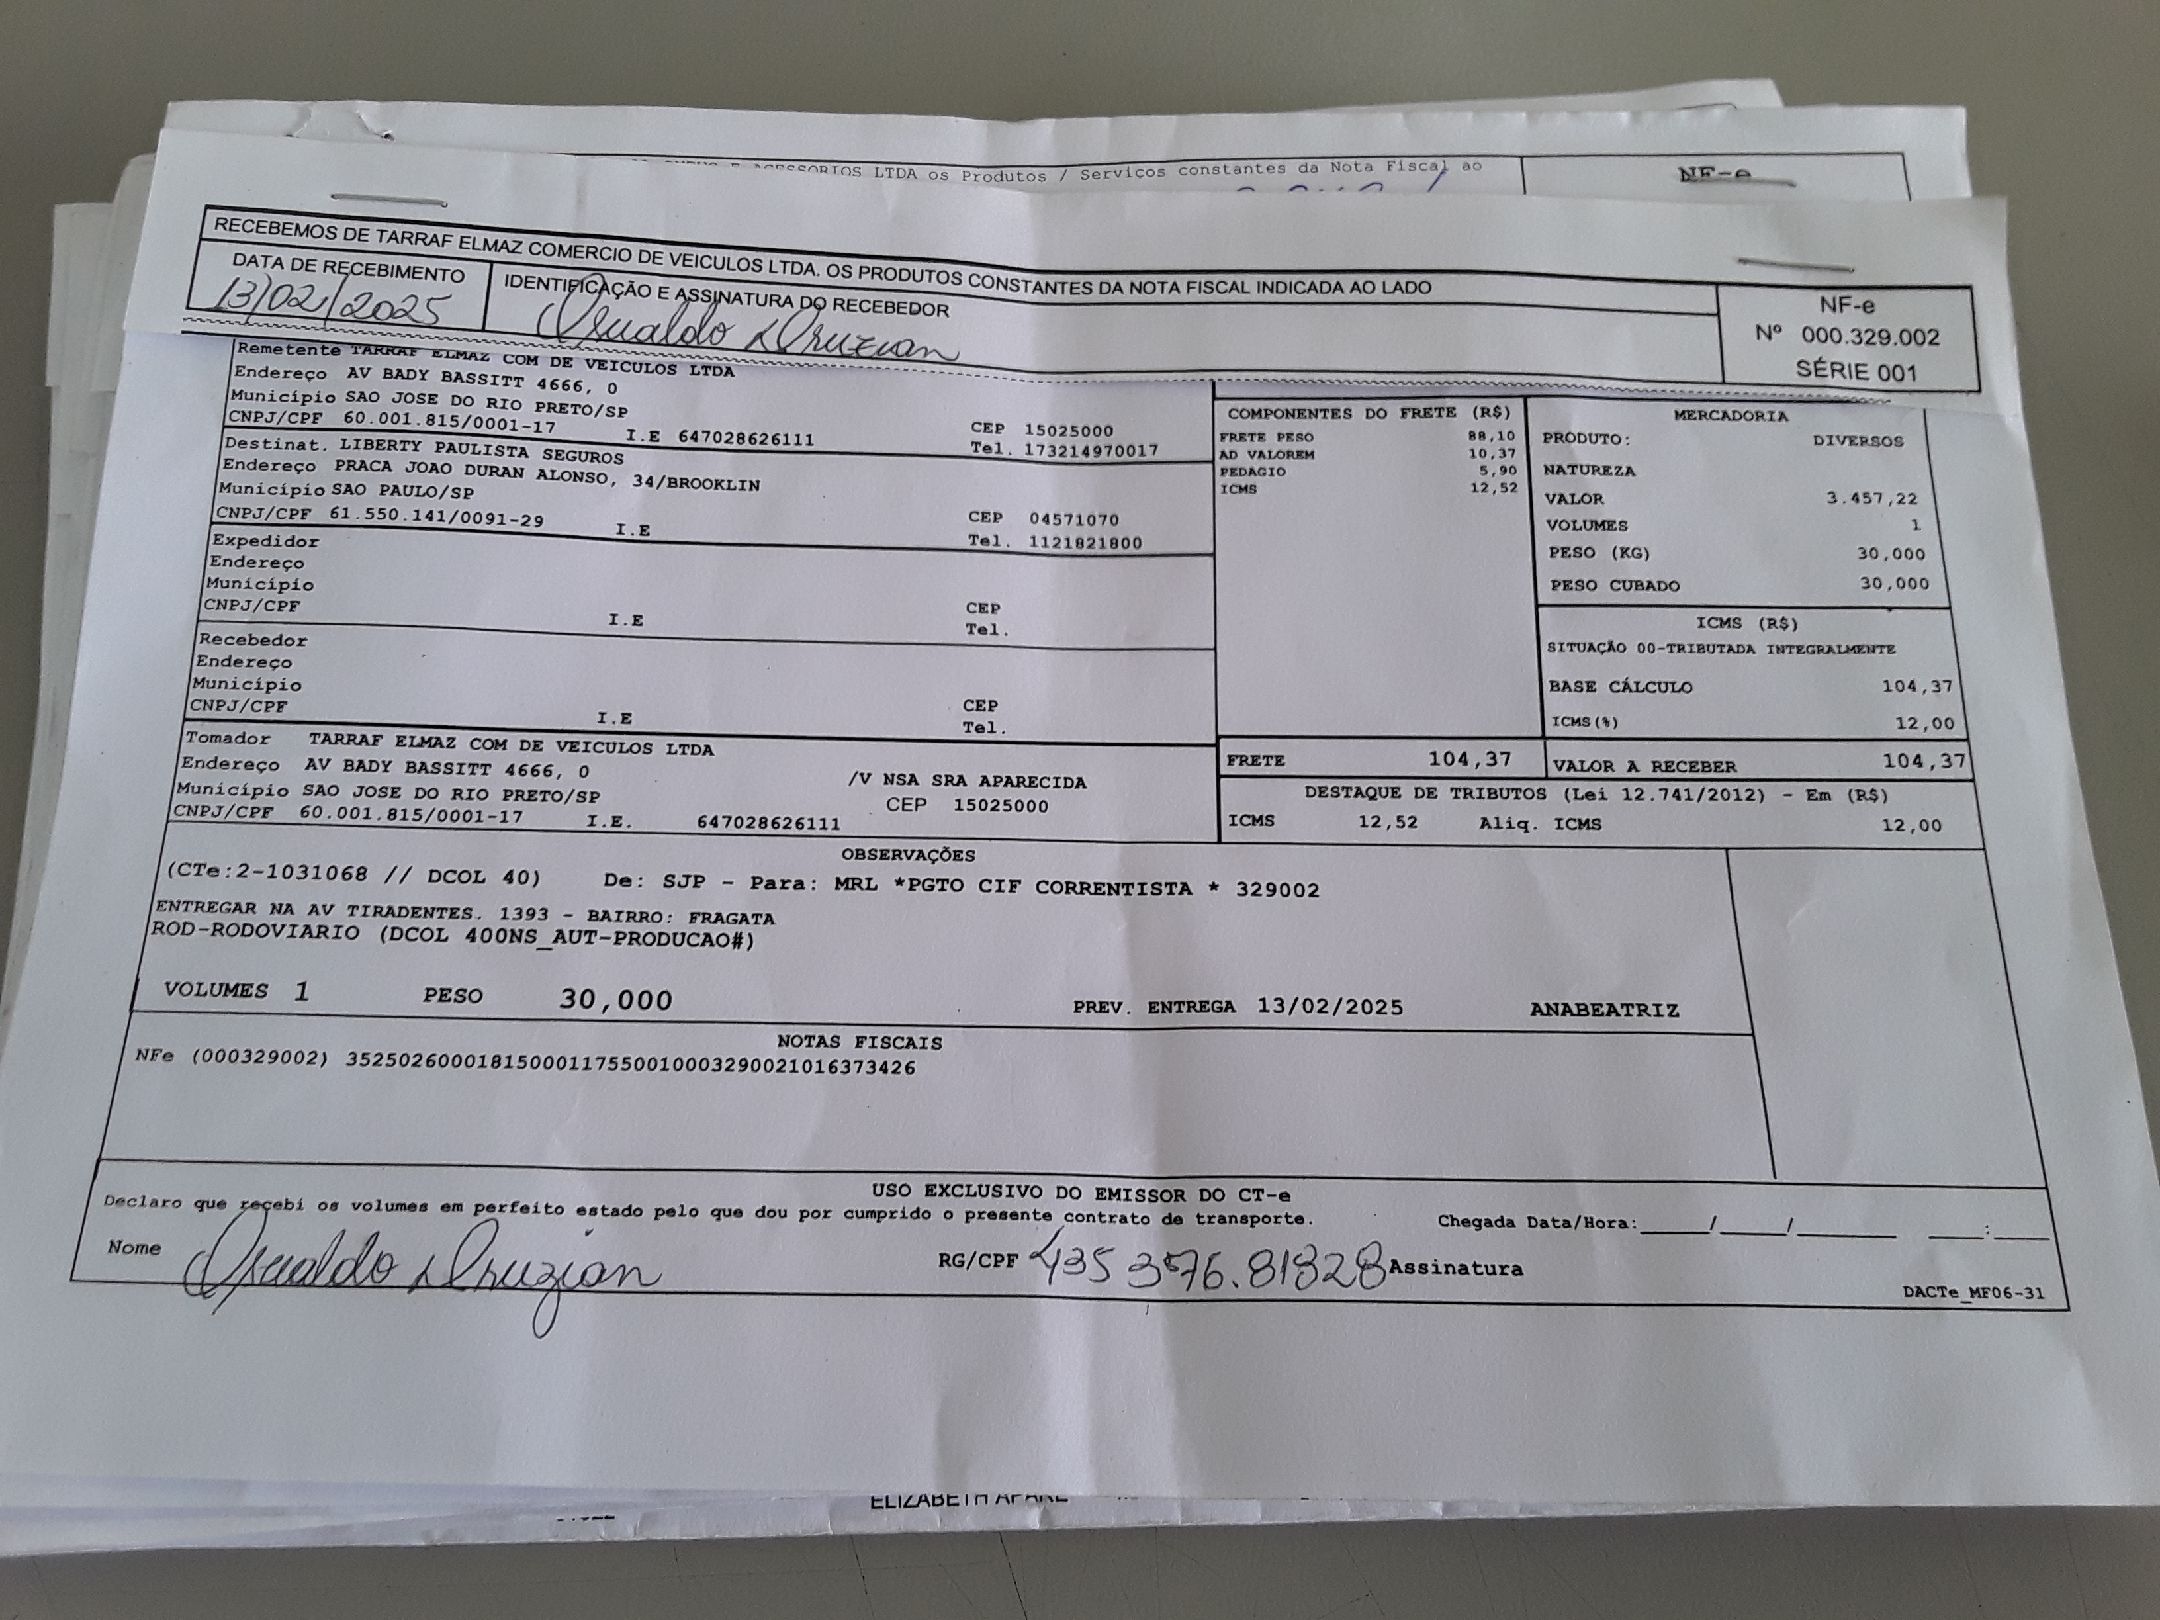 ACESSORIOS LTDA os Produtos / Serviços constantes da Nota Fiscal ao
NF-e
RECEBEMOS DE TARRAF ELMAZ COMERCIO DE VEICULOS LTDA. OS PRODUTOS CONSTANTES DA NOTA FISCAL INDICADA AO LADO
DATA DE RECEBIMENTO
13/02/2025
IDENTIFICAÇÃO E ASSINATURA DO RECEBEDOR
Osvaldo Druzian
NF-e
Nº 000.329.002
SÉRIE 001
Remetente TARRAF ELMAZ COM DE VEICULOS LTDA
Endereço AV BADY BASSITT 4666, 0
Município SAO JOSE DO RIO PRETO/SP
CNPJ/CPF 60.001.815/0001-17 I.E 647028626111
CEP 15025000
Tel. 173214970017
Destinat. LIBERTY PAULISTA SEGUROS
Endereço PRACA JOAO DURAN ALONSO, 34/BROOKLIN
Município SAO PAULO/SP
CNPJ/CPF 61.550.141/0091-29 I.E
CEP 04571070
Tel. 1121821800
Expedidor
Endereço
Município
CNPJ/CPF I.E
CEP
Tel.
Recebedor
Endereço
Município
CNPJ/CPF I.E
CEP
Tel.
Tomador TARRAF ELMAZ COM DE VEICULOS LTDA
Endereço AV BADY BASSITT 4666, 0 /V NSA SRA APARECIDA
Município SAO JOSE DO RIO PRETO/SP CEP 15025000
CNPJ/CPF 60.001.815/0001-17 I.E. 647028626111
COMPONENTES DO FRETE (R$)
FRETE PESO 88,10
AD VALOREM 10,37
PEDAGIO 5,90
ICMS 12,52
MERCADORIA
PRODUTO: DIVERSOS
NATUREZA
VALOR 3.457,22
VOLUMES 1
PESO (KG) 30,000
PESO CUBADO 30,000
ICMS (R$)
SITUAÇÃO 00-TRIBUTADA INTEGRALMENTE
BASE CÁLCULO 104,37
ICMS(%) 12,00
FRETE 104,37 VALOR A RECEBER 104,37
DESTAQUE DE TRIBUTOS (Lei 12.741/2012) - Em (R$)
ICMS 12,52 Aliq. ICMS 12,00
OBSERVAÇÕES
(CTe:2-1031068 // DCOL 40) De: SJP - Para: MRL *PGTO CIF CORRENTISTA * 329002
ENTREGAR NA AV TIRADENTES. 1393 - BAIRRO: FRAGATA
ROD-RODOVIARIO (DCOL 400NS_AUT-PRODUCAO#)
VOLUMES 1 PESO 30,000 PREV. ENTREGA 13/02/2025 ANABEATRIZ
NOTAS FISCAIS
NFe (000329002) 35250260001815000117550010003290021016373426
USO EXCLUSIVO DO EMISSOR DO CT-e
Declaro que recebi os volumes em perfeito estado pelo que dou por cumprido o presente contrato de transporte. Chegada Data/Hora:____/____/______ ___:___
Nome Osvaldo Druzian RG/CPF 435 376.81828 Assinatura
DACTe_MF06-31
ELIZABETH